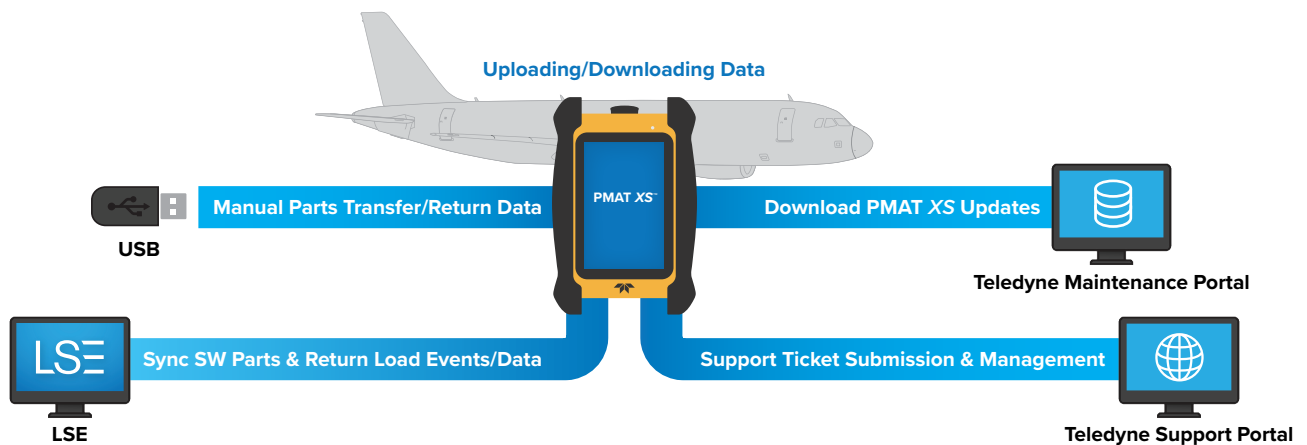 Uploading/Downloading Data
PMAT XS™
Manual Parts Transfer/Return Data
Download PMAT XS Updates
USB
Teledyne Maintenance Portal
LSE
Sync SW Parts & Return Load Events/Data
Support Ticket Submission & Management
LSE
Teledyne Support Portal